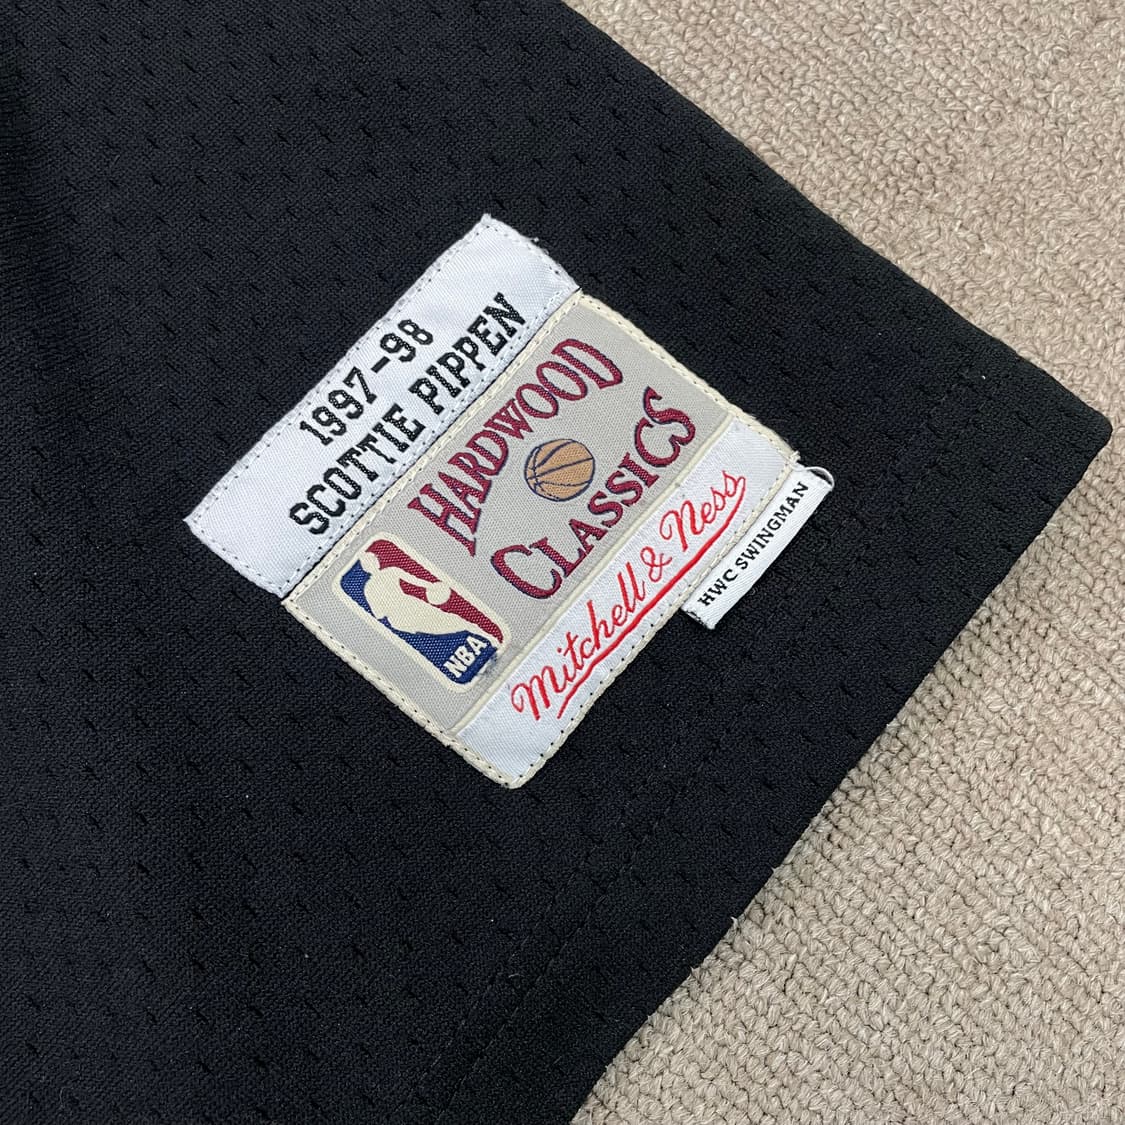 1997-98
SCOTTIE PIPPEN
HARDWOOD
CLASSICS
NBA
Mitchell & Ness
HWC SWINGMAN